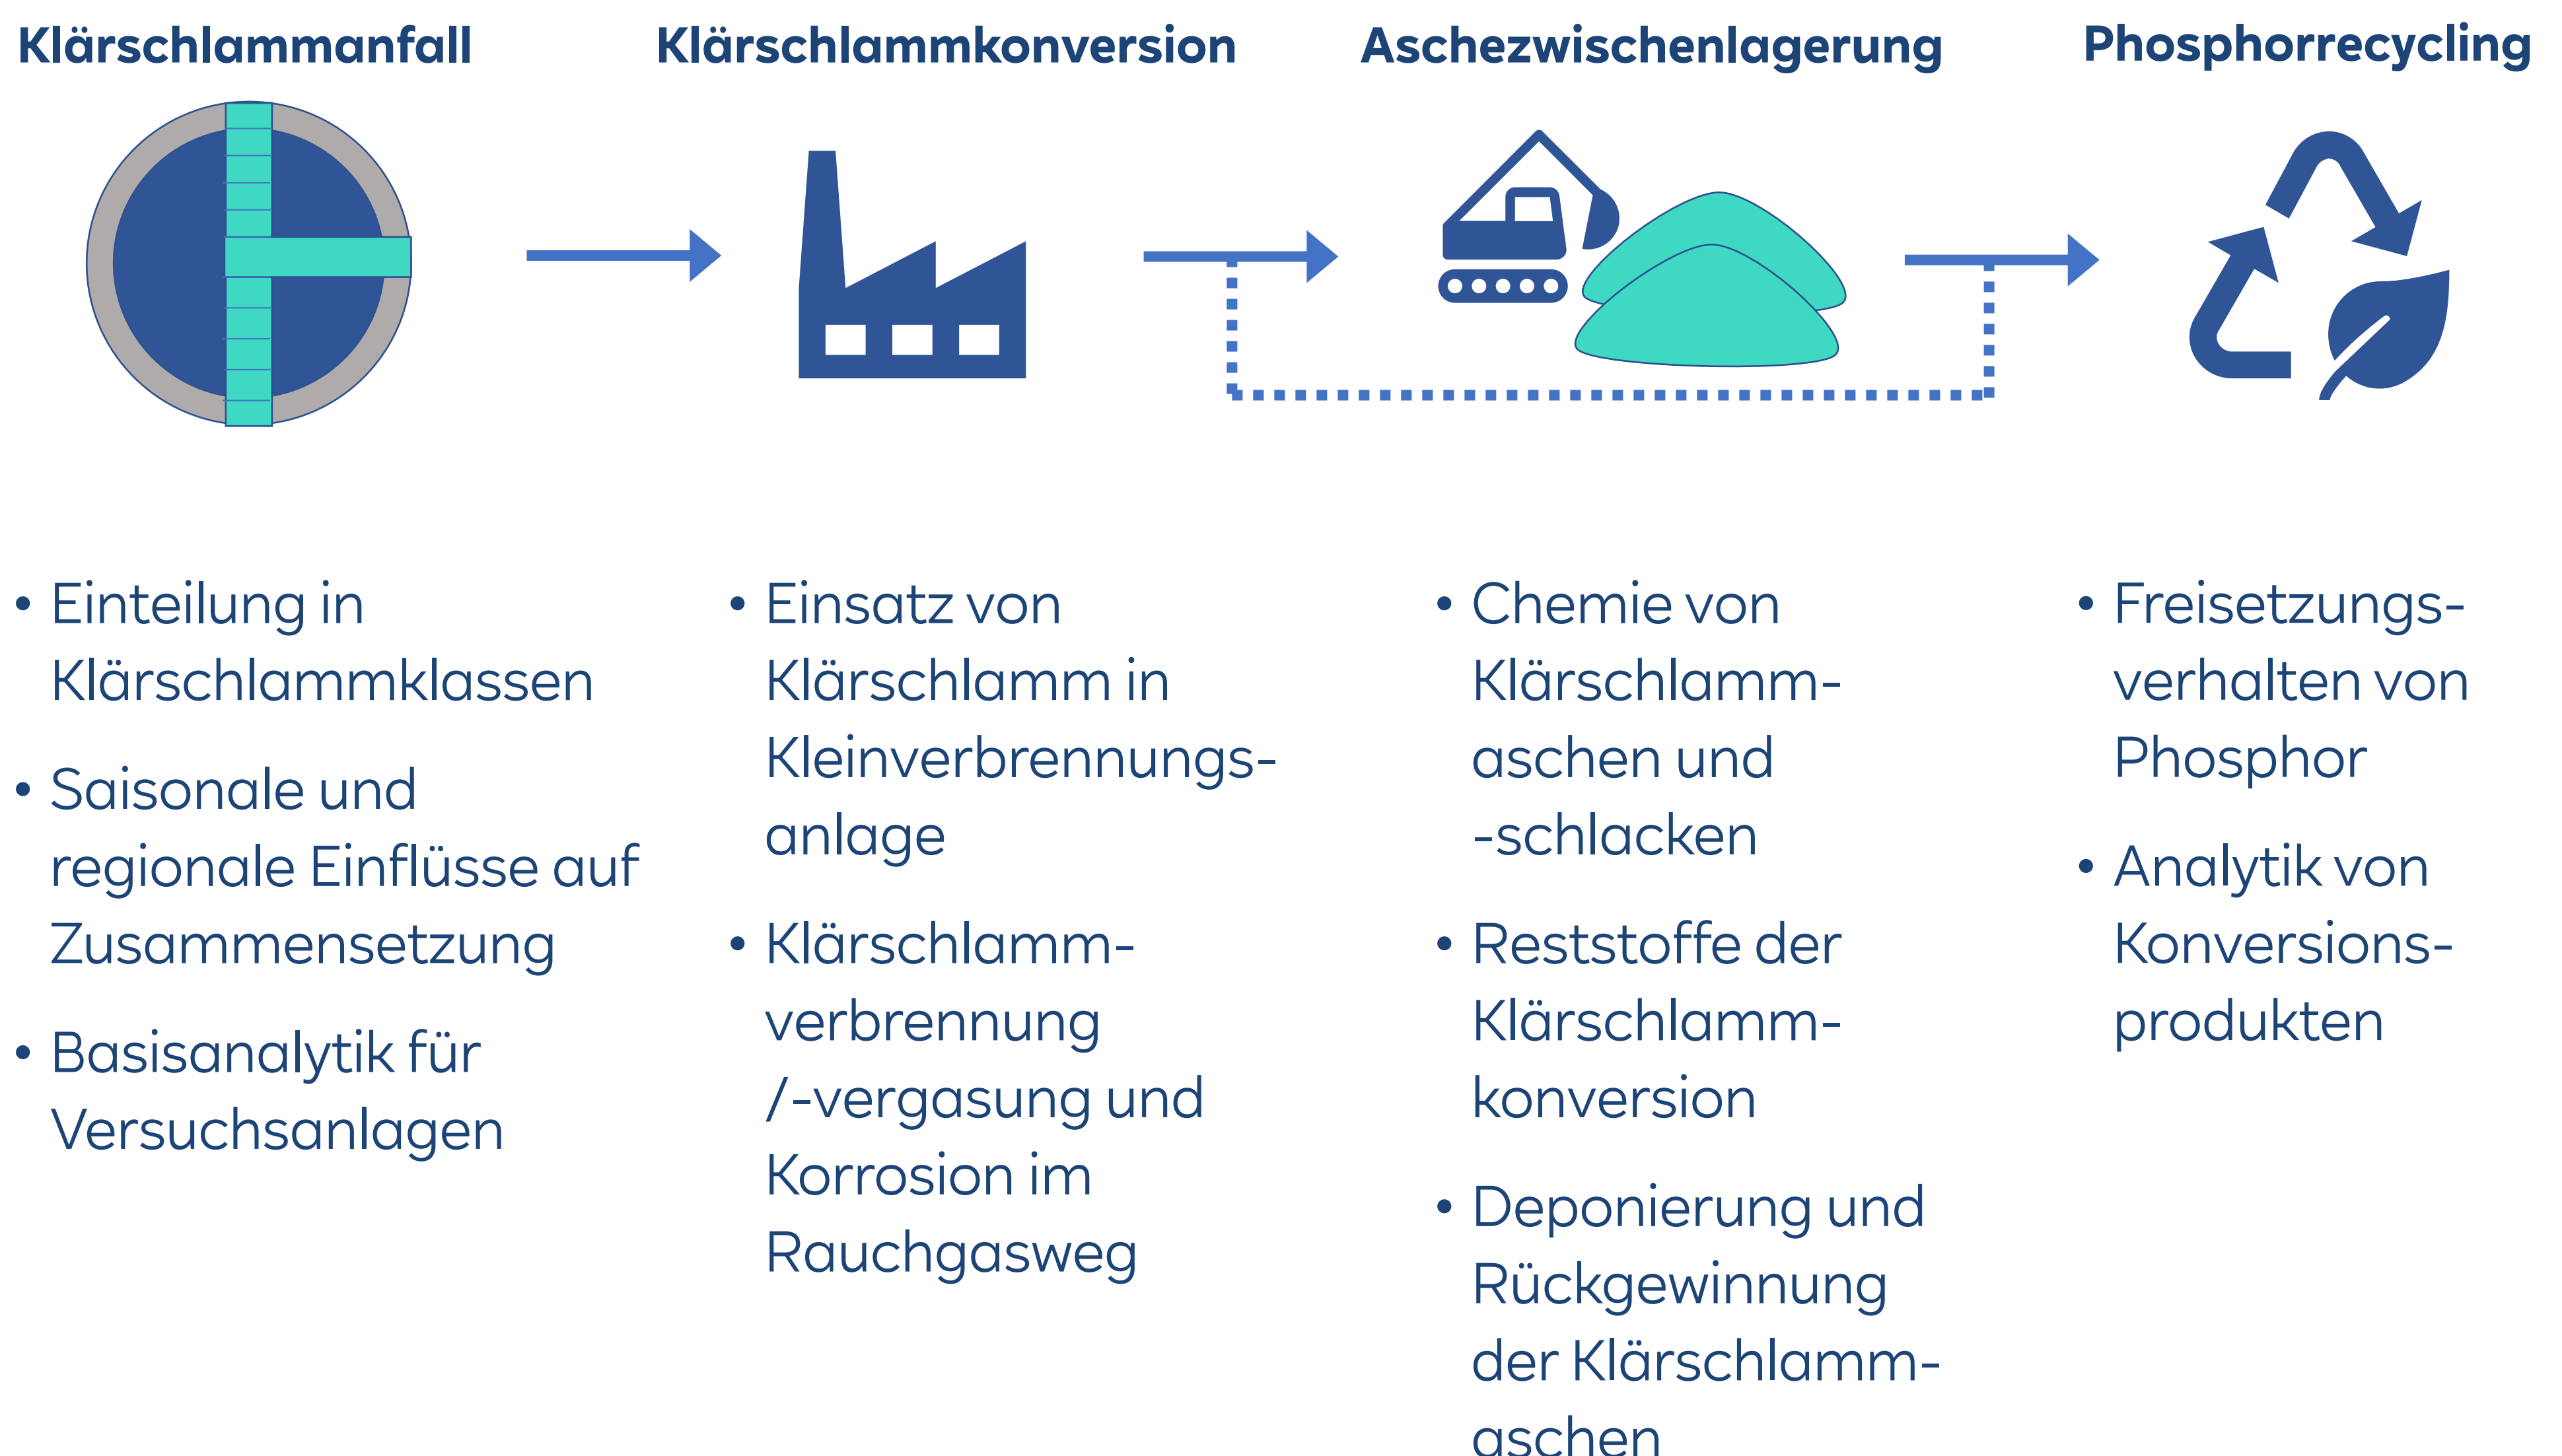 Klärschlammanfall
Klärschlammkonversion
Aschezwischenlagerung
Phosphorrecycling
• Einteilung in
Klärschlammklassen
• Saisonale und
regionale Einflüsse auf
Zusammensetzung
• Basisanalytik für
Versuchsanlagen
• Einsatz von
Klärschlamm in
Kleinverbrennungs-
anlage
• Klärschlamm-
verbrennung
/-vergasung und
Korrosion im
Rauchgasweg
• Chemie von
Klärschlamm-
aschen und
-schlacken
• Reststoffe der
Klärschlamm-
konversion
• Deponierung und
Rückgewinnung
der Klärschlamm-
aschen
• Freisetzungs-
verhalten von
Phosphor
• Analytik von
Konversions-
produkten